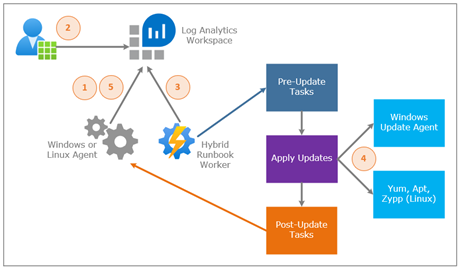 2
Log Analytics
Workspace
1
5
3
Pre-Update
Tasks
Windows or
Linux Agent
Hybrid
Runbook
Worker
Apply Updates
4
Windows
Update Agent
Yum, Apt,
Zypp (Linux)
Post-Update
Tasks